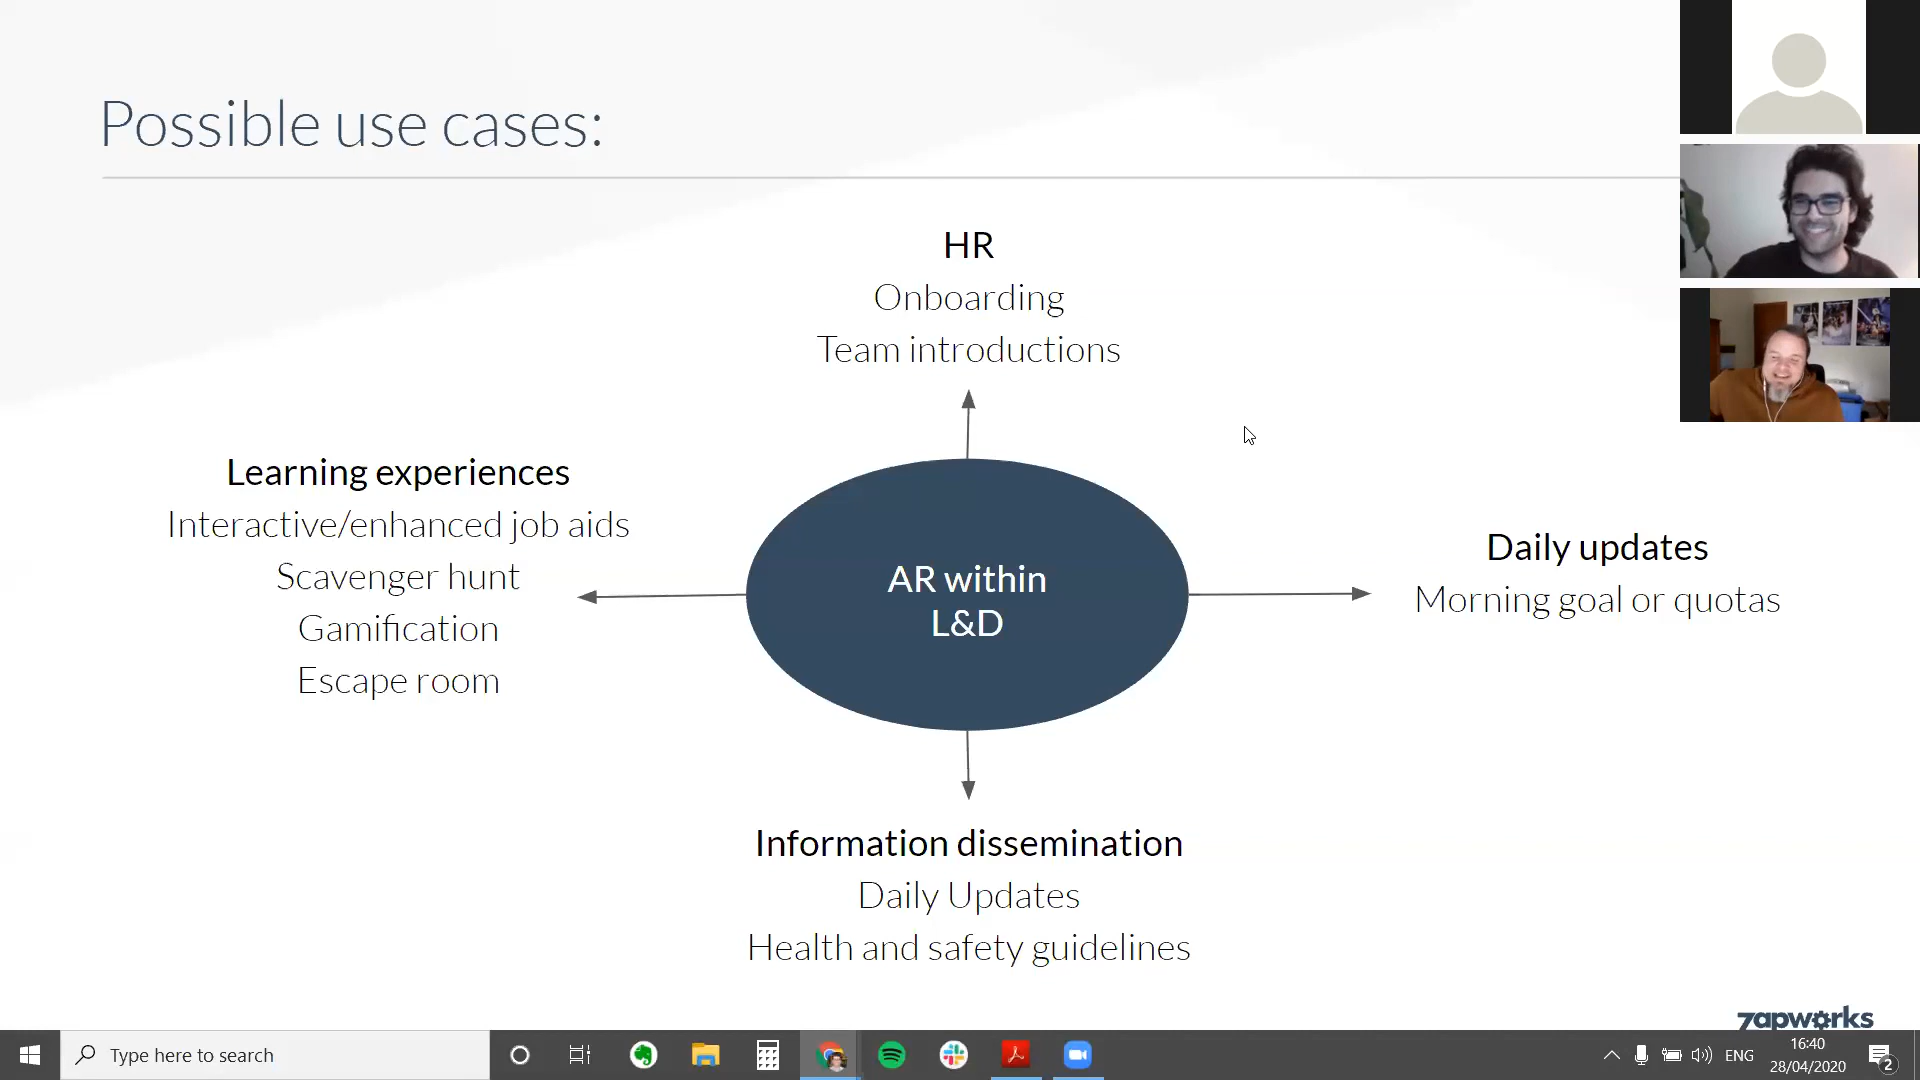 Possible use cases:
HR
Onboarding
Team introductions
Learning experiences
Interactive/enhanced job aids
Scavenger hunt
Gamification
Escape room
AR within
L&D
Daily updates
Morning goal or quotas
Information dissemination
Daily Updates
Health and safety guidelines
zapworks
Type here to search
ENG
16:40
28/04/2020
2